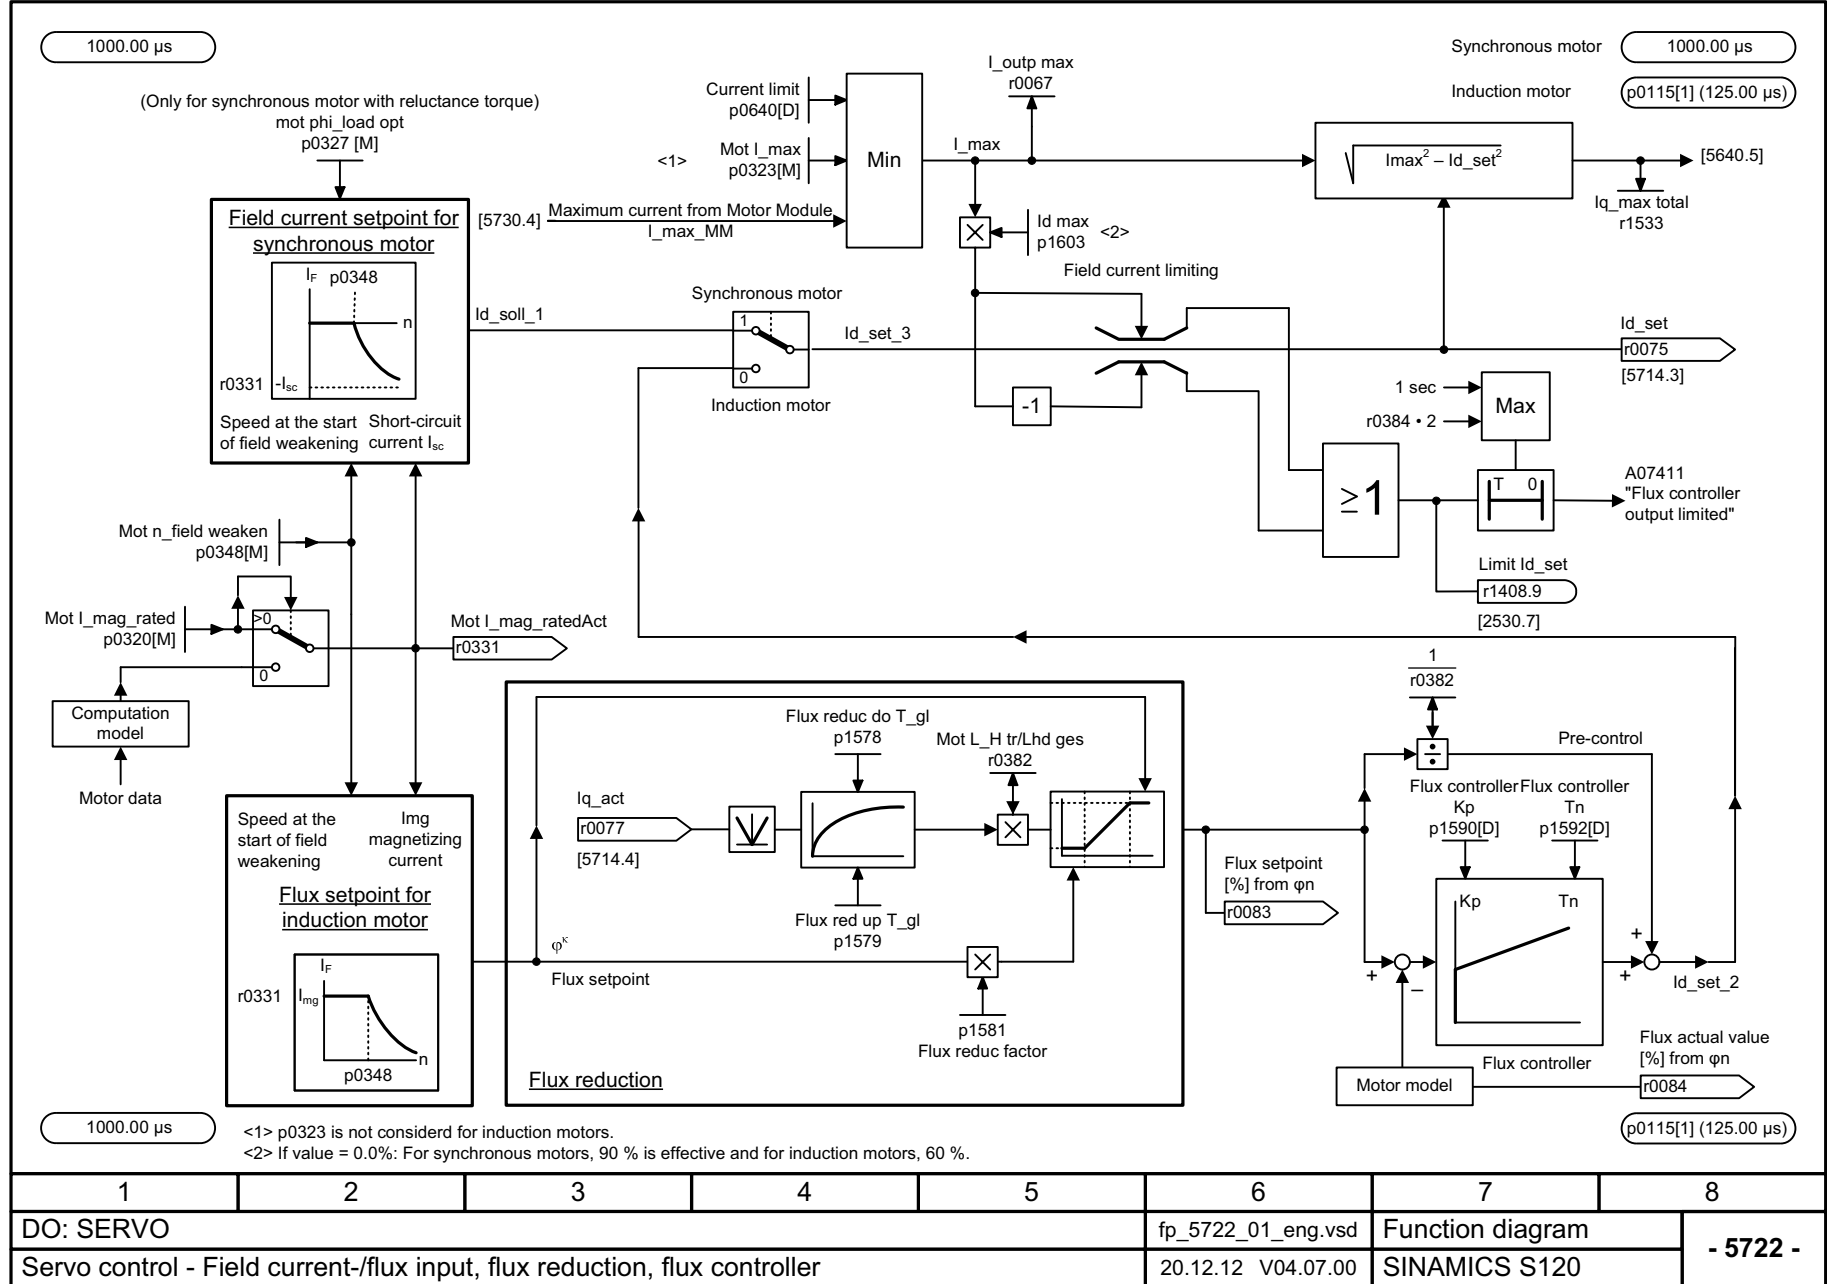 1000.00 µs
Synchronous motor
1000.00 µs
Induction motor
p0115[1] (125.00 µs)
(Only for synchronous motor with reluctance torque)
mot phi_load opt
p0327 [M]
Current limit
p0640[D]
<1>
Mot I_max
p0323[M]
[5730.4]
Maximum current from Motor Module
I_max_MM
Min
I_outp max
r0067
I_max
Id max
p1603
<2>
√ Imax² – Id_set²
[5640.5]
Iq_max total
r1533
Field current setpoint for
synchronous motor
I_F
p0348
n
r0331
-I_sc
Speed at the start
of field weakening
Short-circuit
current I_sc
Id_soll_1
Synchronous motor
1
0
Induction motor
Id_set_3
Field current limiting
-1
Id_set
r0075
[5714.3]
1 sec
r0384 • 2
Max
≥1
T
0
A07411
"Flux controller
output limited"
Limit Id_set
r1408.9
[2530.7]
Mot n_field weaken
p0348[M]
Mot I_mag_rated
p0320[M]
>0
0
Mot I_mag_ratedAct
r0331
Computation
model
Motor data
Speed at the
start of field
weakening
Img
magnetizing
current
Flux setpoint for
induction motor
I_F
r0331
I_mg
n
p0348
Flux reduc do T_gl
p1578
Mot L_H tr/Lhd ges
r0382
Iq_act
r0077
[5714.4]
Flux red up T_gl
p1579
φᵏ
Flux setpoint
p1581
Flux reduc factor
Flux reduction
Flux setpoint
[%] from φn
r0083
1
r0382
÷
Pre-control
Flux controller
Kp
p1590[D]
Flux controller
Tn
p1592[D]
Kp
Tn
+
–
+
+
Id_set_2
Flux controller
Motor model
Flux actual value
[%] from φn
r0084
1000.00 µs
p0115[1] (125.00 µs)
<1> p0323 is not considerd for induction motors.
<2> If value = 0.0%: For synchronous motors, 90 % is effective and for induction motors, 60 %.
1 2 3 4 5 6 7 8
DO: SERVO
fp_5722_01_eng.vsd
Function diagram
- 5722 -
Servo control - Field current-/flux input, flux reduction, flux controller
20.12.12 V04.07.00
SINAMICS S120